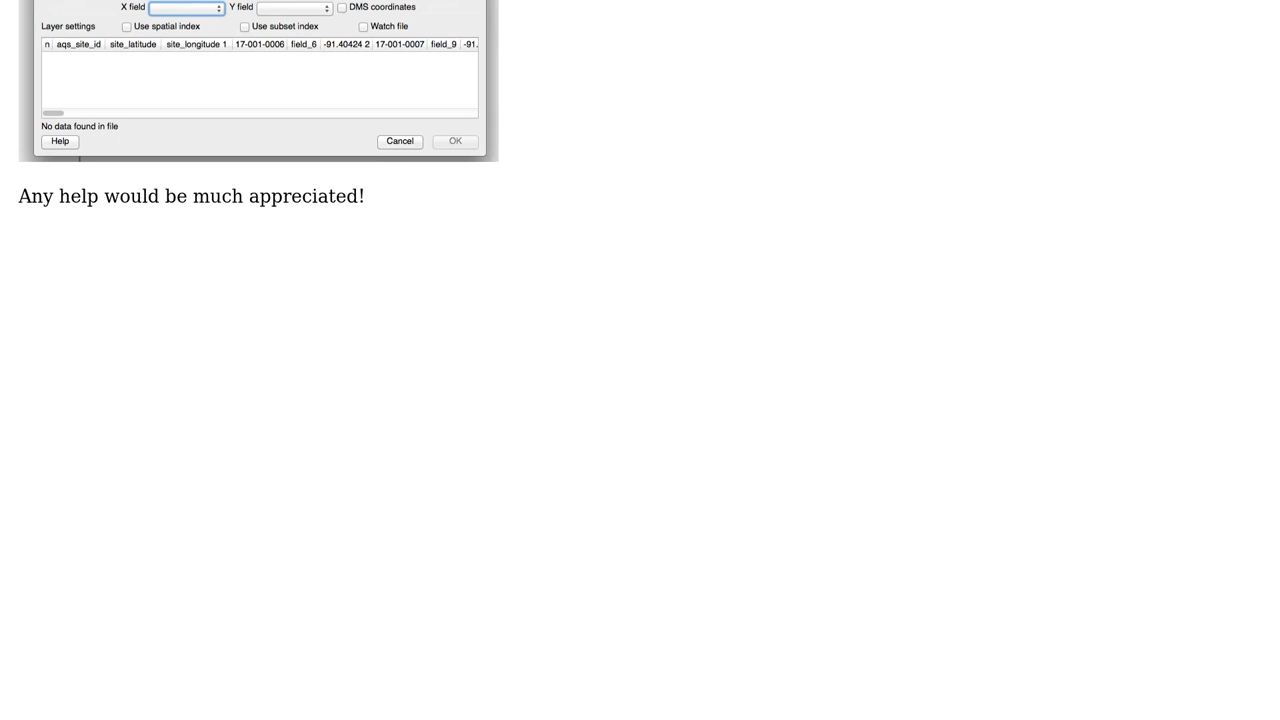 X field Y field DMS coordinates
Layer settings Use spatial index Use subset index Watch file
n aqs_site_id site_latitude site_longitude 1 17-001-0006 field_6 -91.40424 2 17-001-0007 field_9 -91.
No data found in file
Help Cancel OK
Any help would be much appreciated!